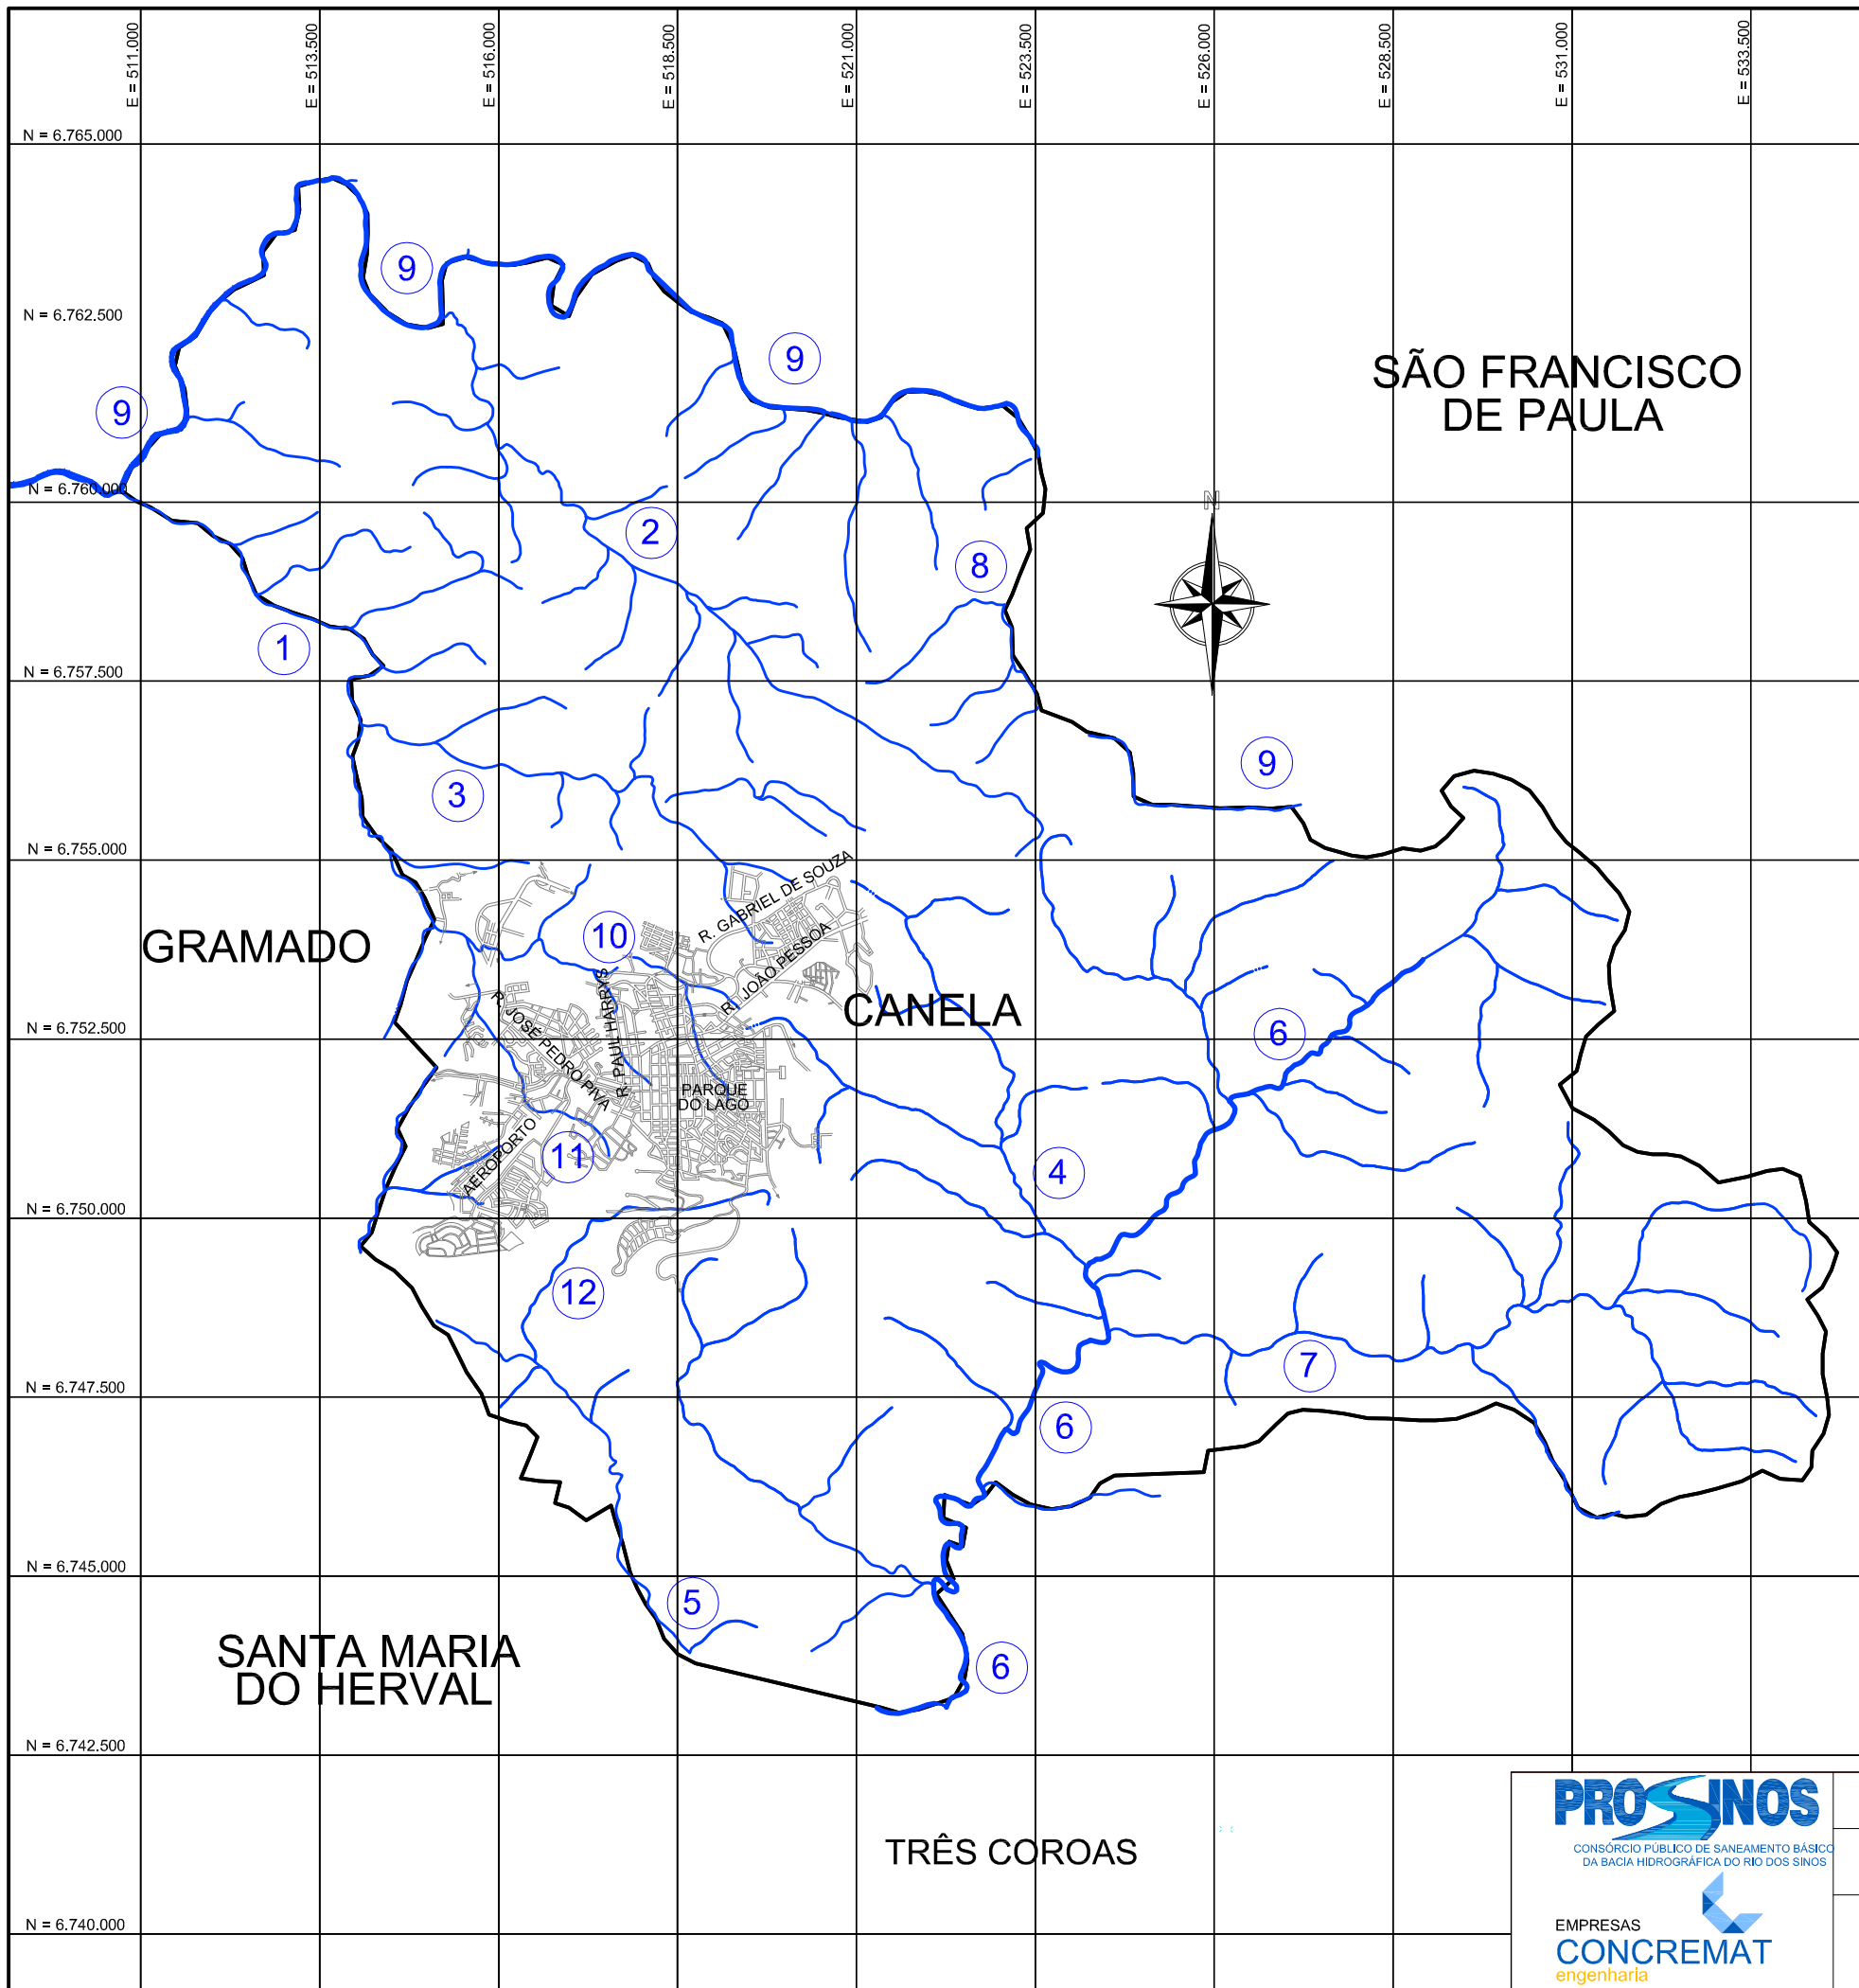 E = 511.000
E = 513.500
E = 516.000
E = 518.500
E = 521.000
E = 523.500
E = 526.000
E = 528.500
E = 531.000
E = 533.500
N = 6.765.000
9
N = 6.762.500
9
SÃO FRANCISCO
DE PAULA
9
N = 6.760.000
N
2
8
1
N = 6.757.500
9
3
N = 6.755.000
R. GABRIEL DE SOUZA
GRAMADO
10
R. JOÃO PESSOA
CANELA
R. JOSÉ PEDRO PIVA
R. PAUL HARRYS
N = 6.752.500
6
PARQUE
DO LAGO
AEROPORTO
11
4
N = 6.750.000
12
7
N = 6.747.500
6
N = 6.745.000
5
SANTA MARIA
DO HERVAL
6
N = 6.742.500
PROSINOS
CONSÓRCIO PÚBLICO DE SANEAMENTO BÁSICO
DA BACIA HIDROGRÁFICA DO RIO DOS SINOS
TRÊS COROAS
N = 6.740.000
EMPRESAS
CONCREMAT
engenharia